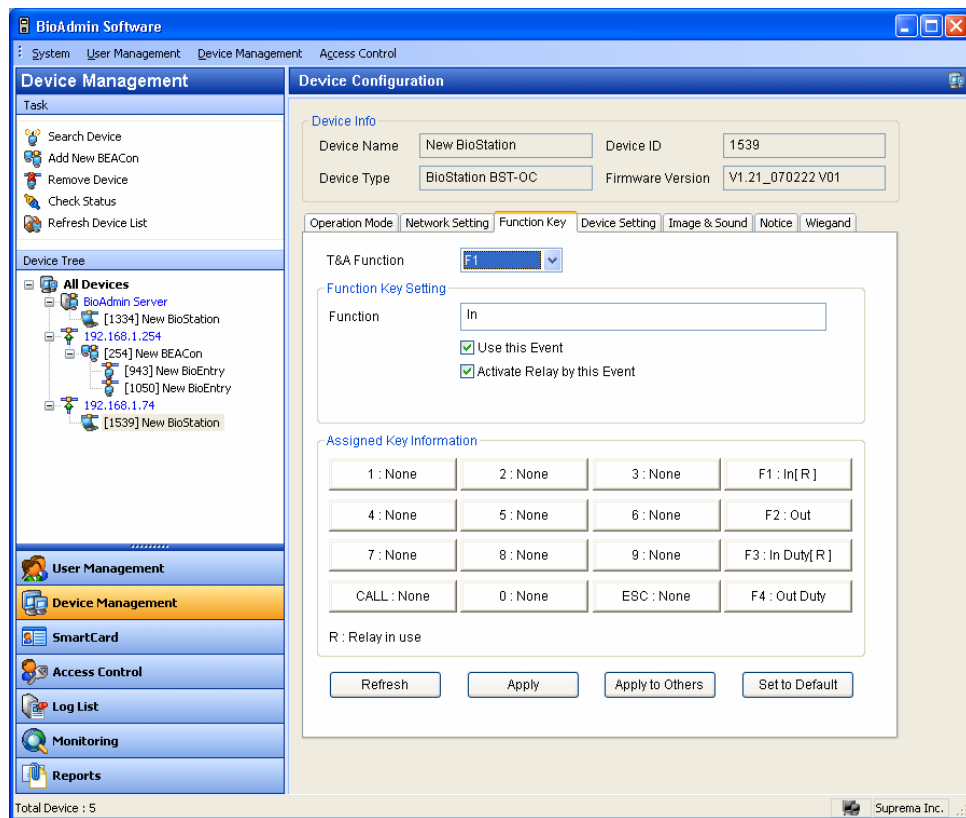 BioAdmin Software
System User Management Device Management Access Control
Device Management
Task
Search Device
Add New BEACon
Remove Device
Check Status
Refresh Device List
Device Tree
All Devices
BioAdmin Server
[1334] New BioStation
192.168.1.254
[254] New BEACon
[943] New BioEntry
[1050] New BioEntry
192.168.1.74
[1539] New BioStation
User Management
Device Management
SmartCard
Access Control
Log List
Monitoring
Reports
Device Configuration
Device Info
Device Name New BioStation Device ID 1539
Device Type BioStation BST-OC Firmware Version V1.21_070222 V01
Operation Mode Network Setting Function Key Device Setting Image & Sound Notice Wiegand
T&A Function F1
Function Key Setting
Function In
Use this Event
Activate Relay by this Event
Assigned Key Information
1 : None 2 : None 3 : None F1 : In[ R ]
4 : None 5 : None 6 : None F2 : Out
7 : None 8 : None 9 : None F3 : In Duty[ R ]
CALL : None 0 : None ESC : None F4 : Out Duty
R : Relay in use
Refresh Apply Apply to Others Set to Default
Total Device : 5 Suprema Inc.